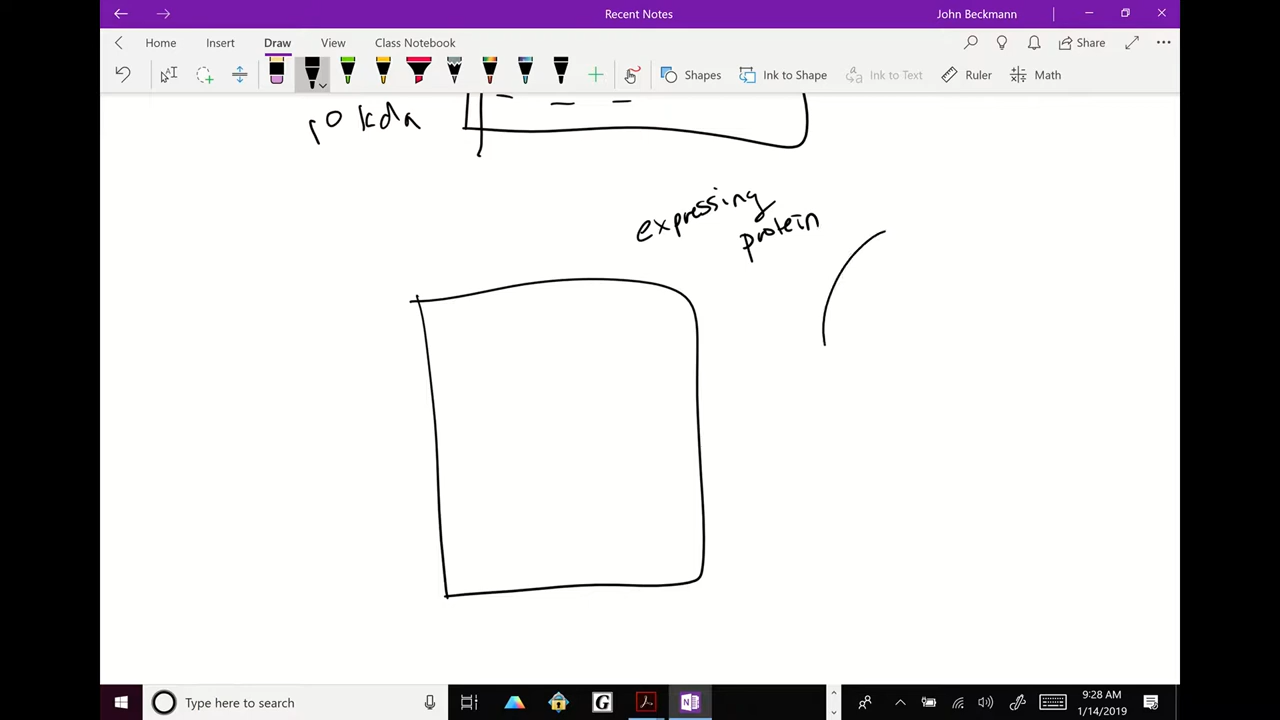 Recent Notes
John Beckmann
Home Insert Draw View Class Notebook
Share
Shapes
Ink to Shape
Ink to Text
Ruler
Math
10 kda
expressing
protein
Type here to search
9:28 AM
1/14/2019